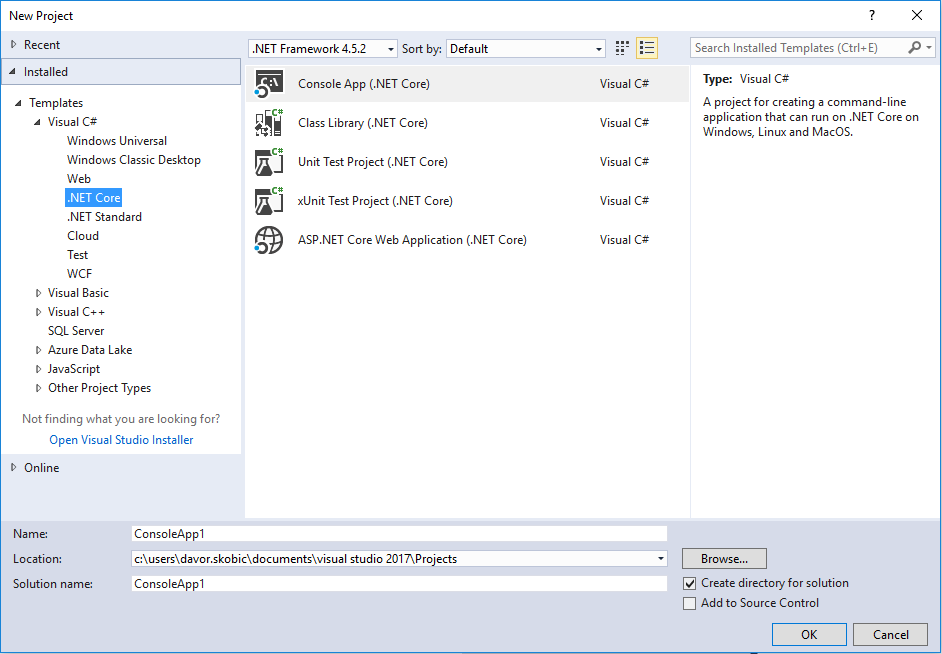 New Project
?
Recent
Installed
Templates
Visual C#
Windows Universal
Windows Classic Desktop
Web
.NET Core
.NET Standard
Cloud
Test
WCF
Visual Basic
Visual C++
SQL Server
Azure Data Lake
JavaScript
Other Project Types
Not finding what you are looking for?
Open Visual Studio Installer
Online
.NET Framework 4.5.2 Sort by: Default
Console App (.NET Core) Visual C#
Class Library (.NET Core) Visual C#
Unit Test Project (.NET Core) Visual C#
xUnit Test Project (.NET Core) Visual C#
ASP.NET Core Web Application (.NET Core) Visual C#
C#
C#
C#
Search Installed Templates (Ctrl+E)
Type: Visual C#
A project for creating a command-line
application that can run on .NET Core on
Windows, Linux and MacOS.
Name: ConsoleApp1
Location: c:\users\davor.skobic\documents\visual studio 2017\Projects Browse...
Solution name: ConsoleApp1
Create directory for solution
Add to Source Control
OK Cancel